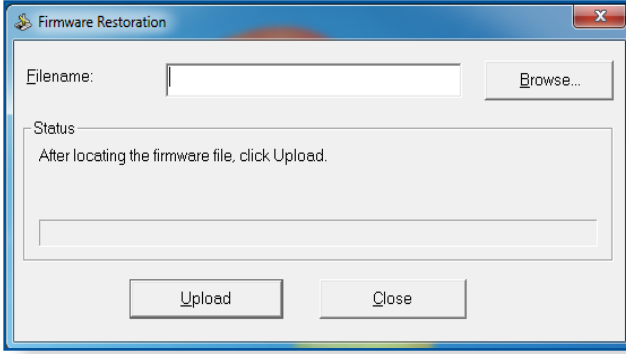 Firmware Restoration
x
Filename:
Browse...
Status
After locating the firmware file, click Upload.
Upload
Close